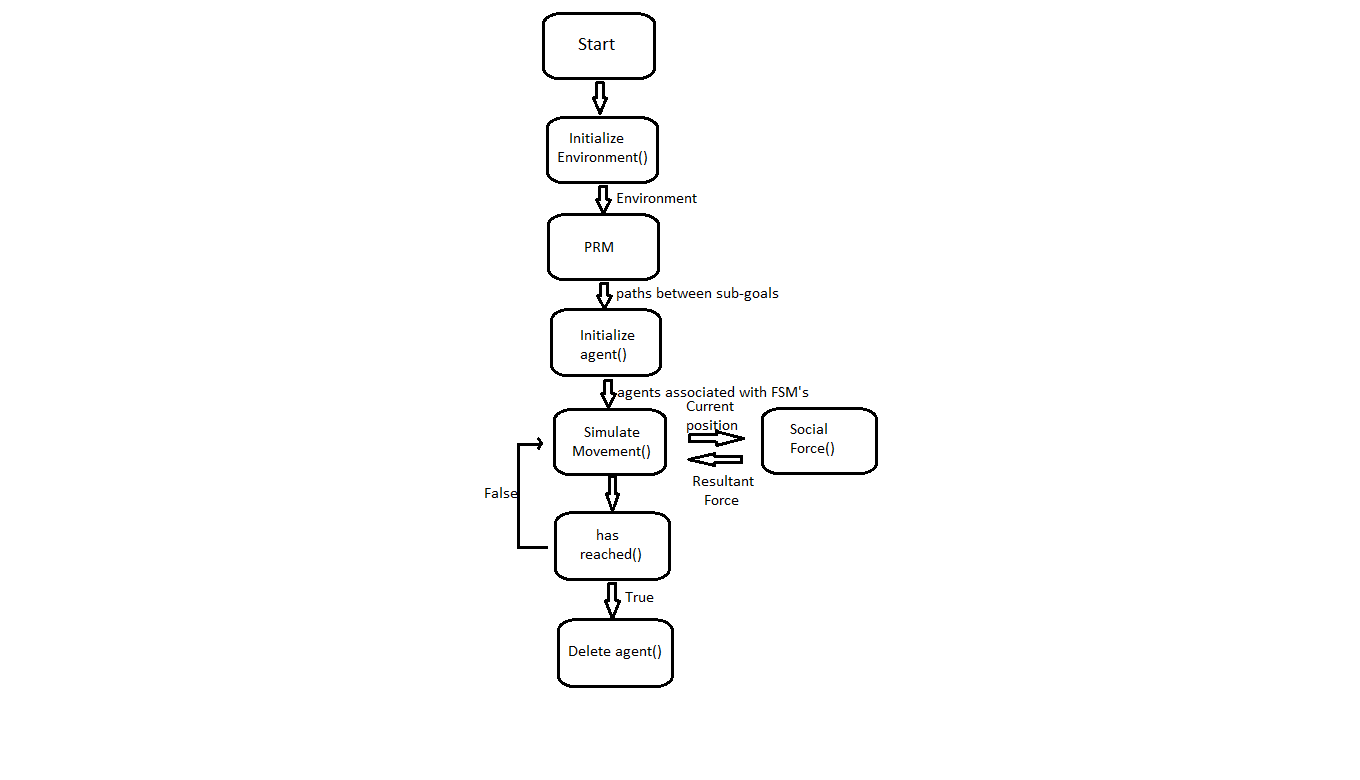 Start
Initialize
Environment()
Environment
PRM
paths between sub-goals
Initialize
agent()
agents associated with FSM's
Current
position
Simulate
Movement()
Social
Force()
Resultant
Force
False
has
reached()
True
Delete agent()